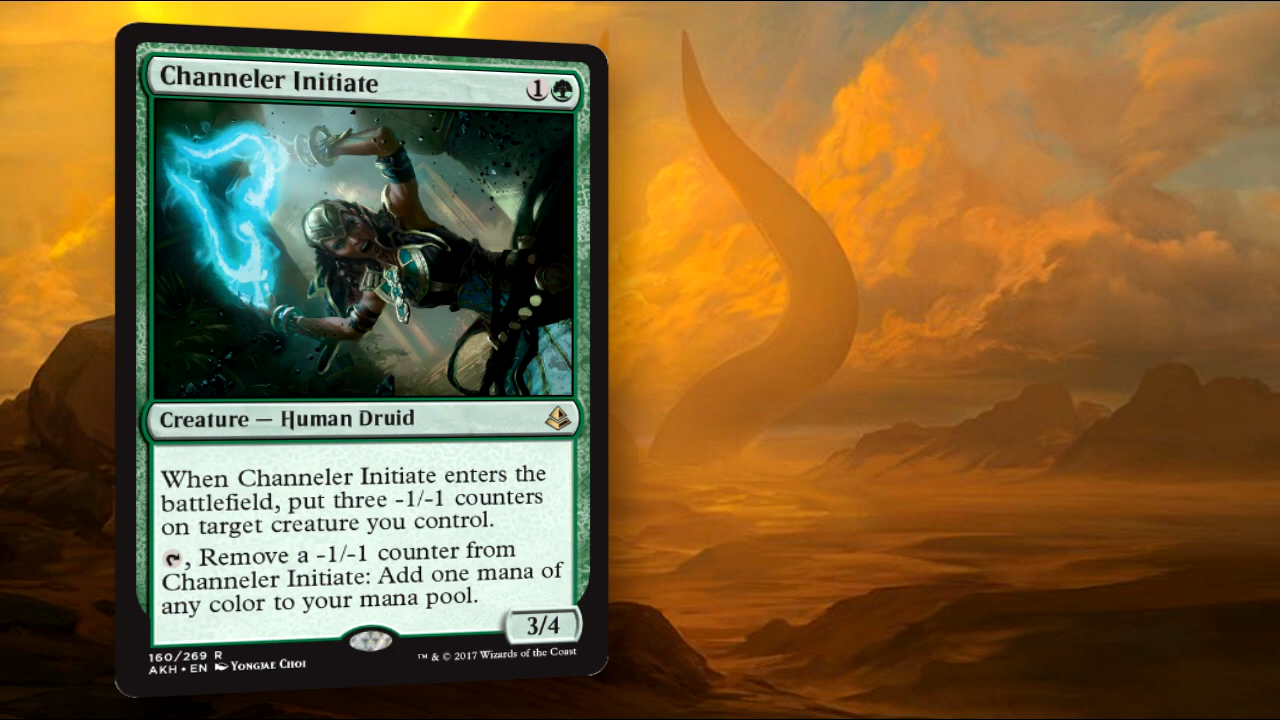 Channeler Initiate 1
Creature — Human Druid
When Channeler Initiate enters the
battlefield, put three -1/-1 counters
on target creature you control.
, Remove a -1/-1 counter from
Channeler Initiate: Add one mana of
any color to your mana pool.
3/4
160/269 R
AKH • EN Yongjae Choi
™ & © 2017 Wizards of the Coast